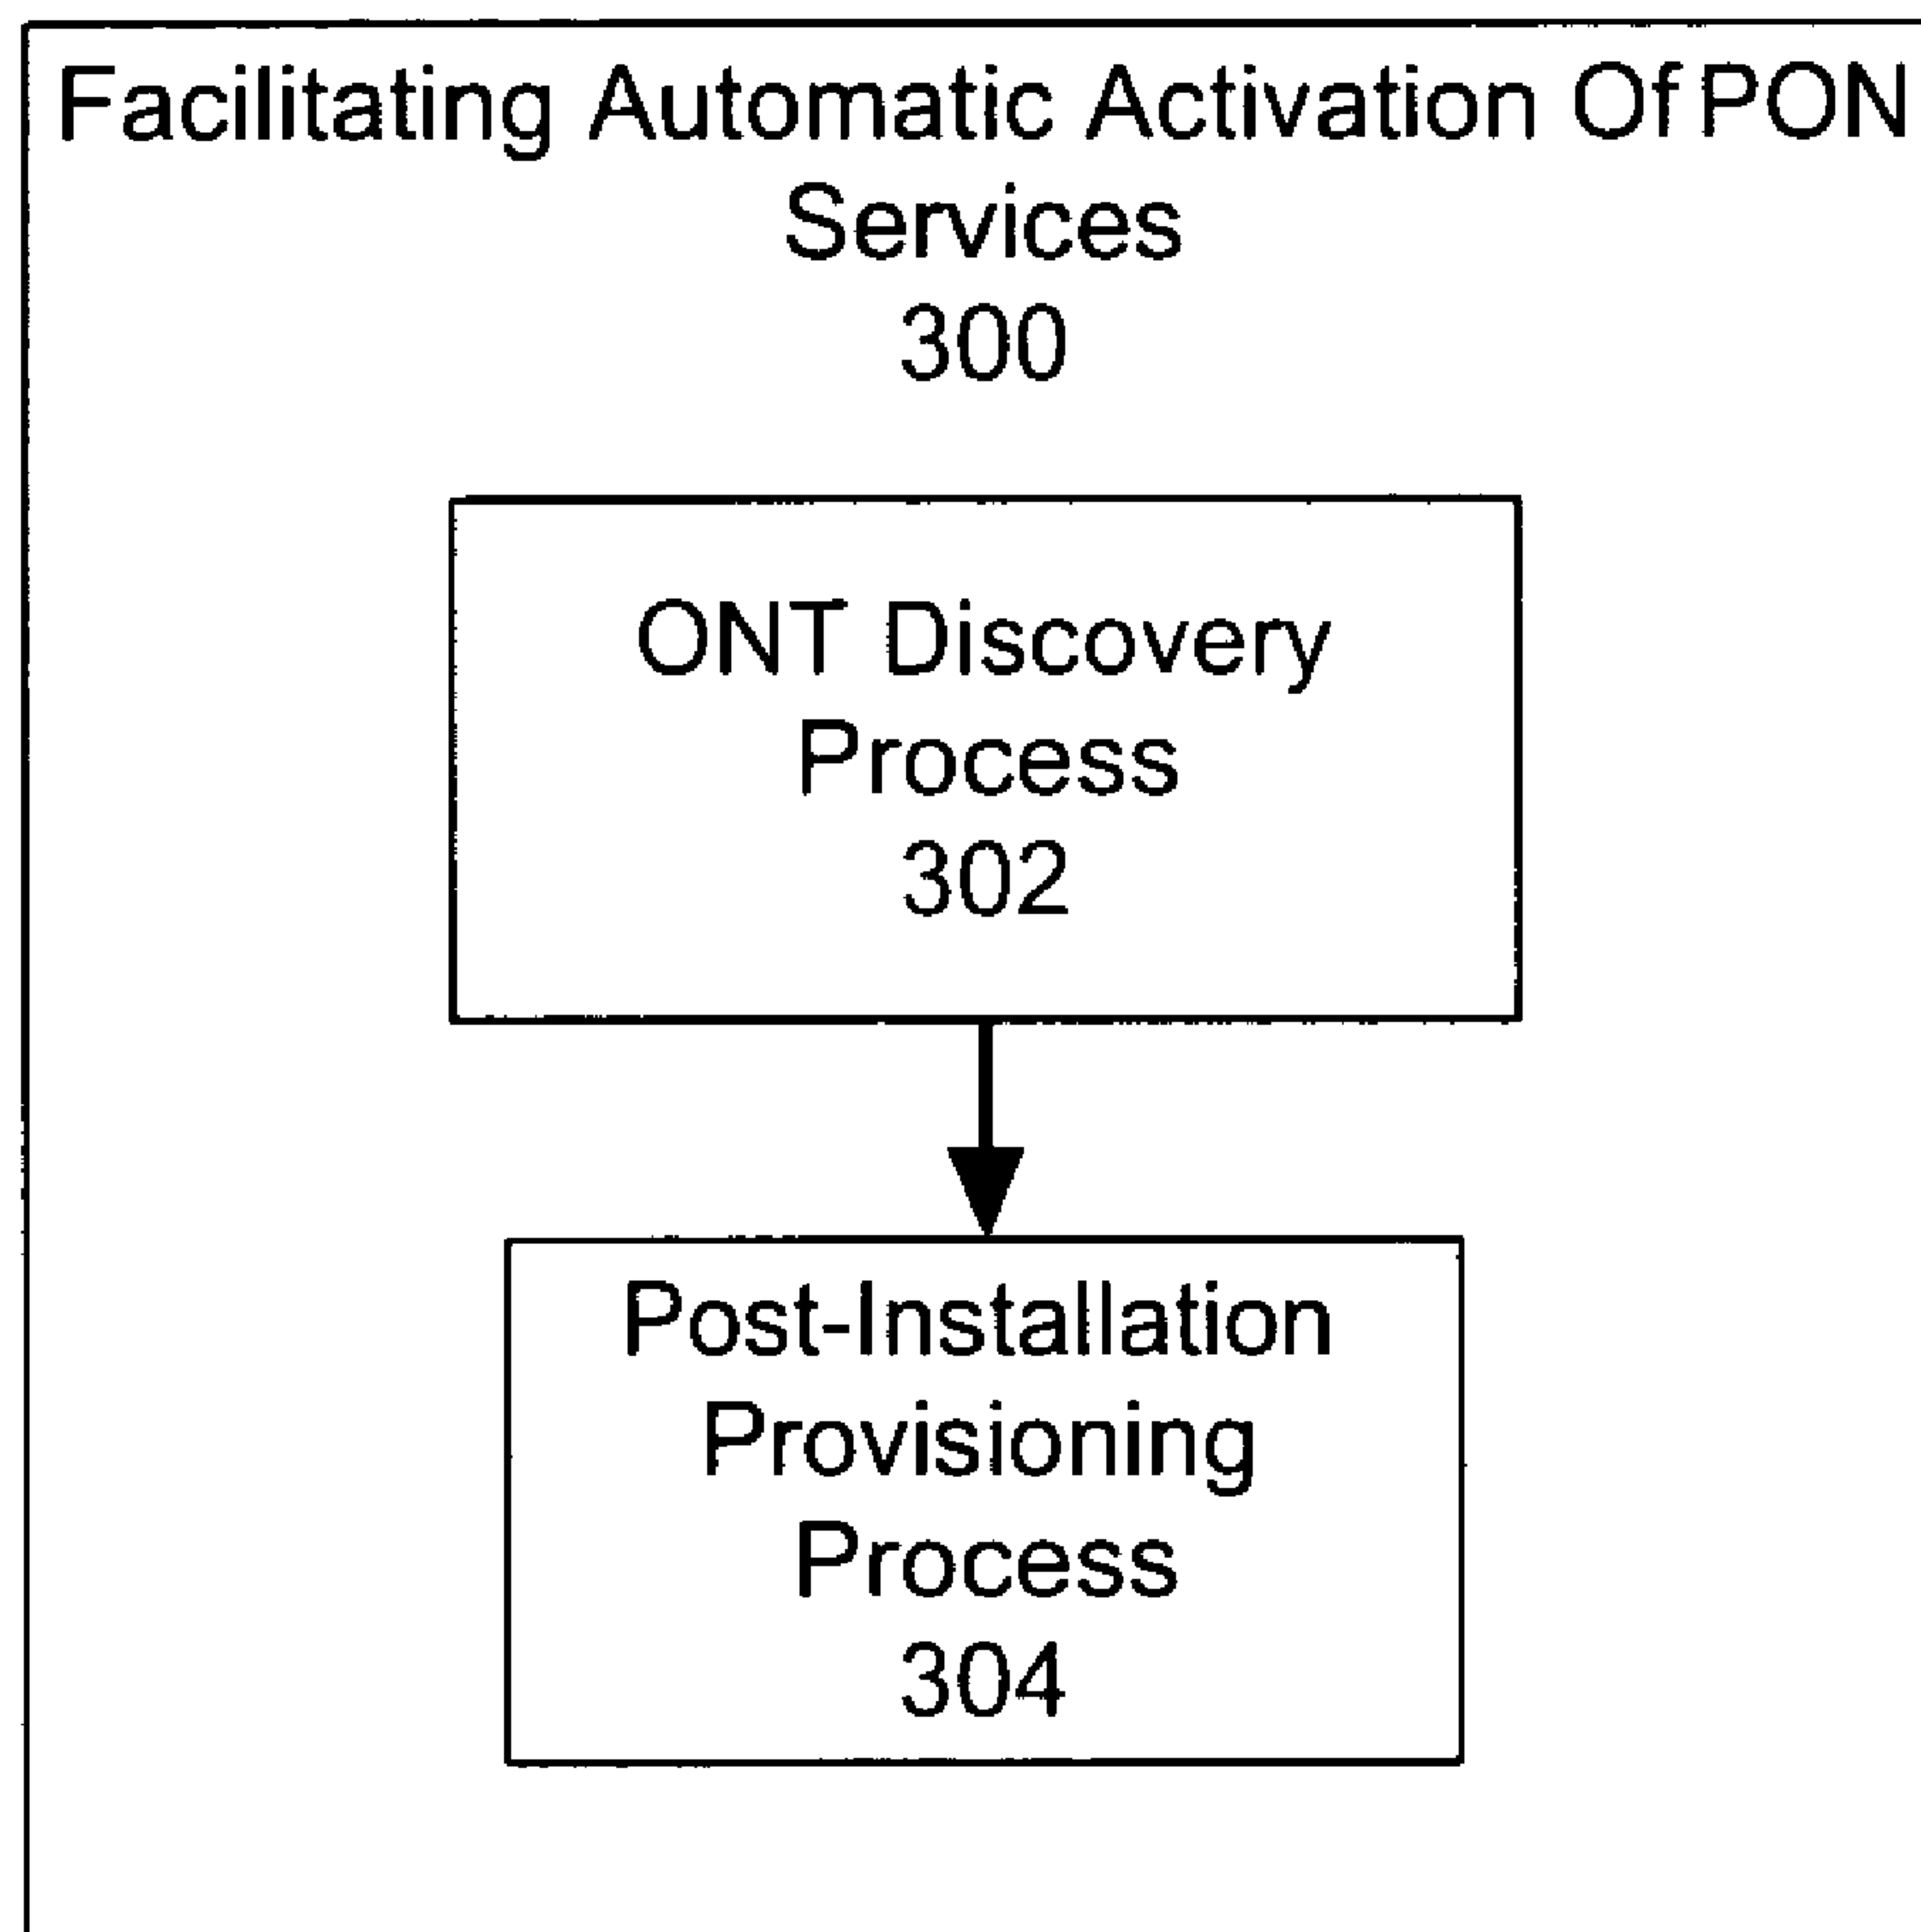 Facilitating Automatic Activation Of PON
Services
300
ONT Discovery
Process
302
Post-Installation
Provisioning
Process
304